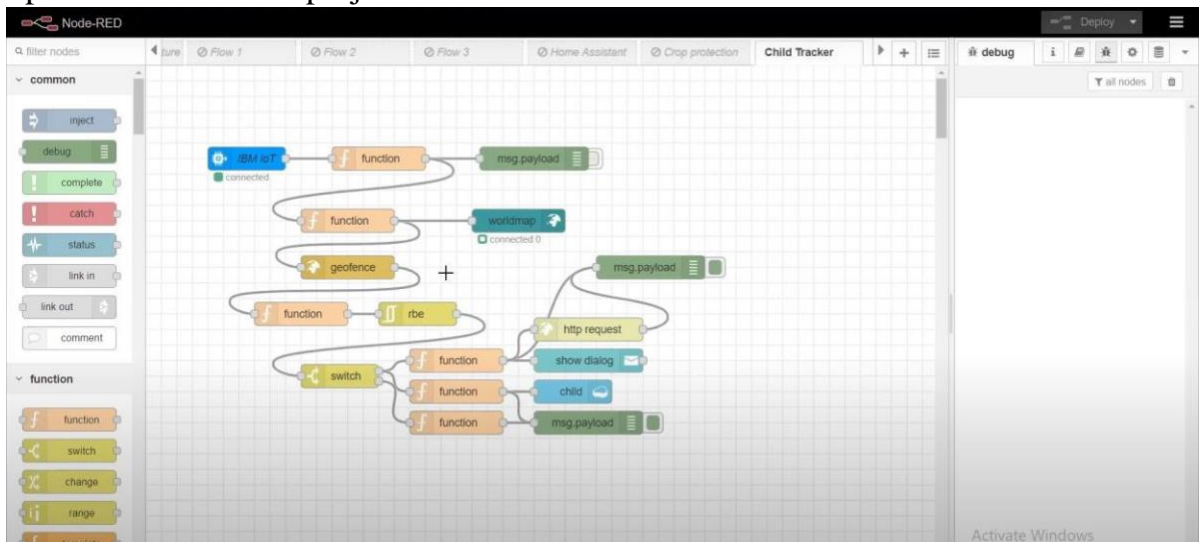 Node-RED
Deploy
filter nodes
ture
Flow 1
Flow 2
Flow 3
Home Assistant
Crop protection
Child Tracker
debug
all nodes
common
inject
debug
complete
catch
status
link in
link out
comment
function
function
switch
change
range
IBM IoT
connected
function
msg.payload
function
worldmap
connected 0
geofence
msg.payload
function
rbe
http request
switch
function
show dialog
function
child
function
msg.payload
Activate Windows